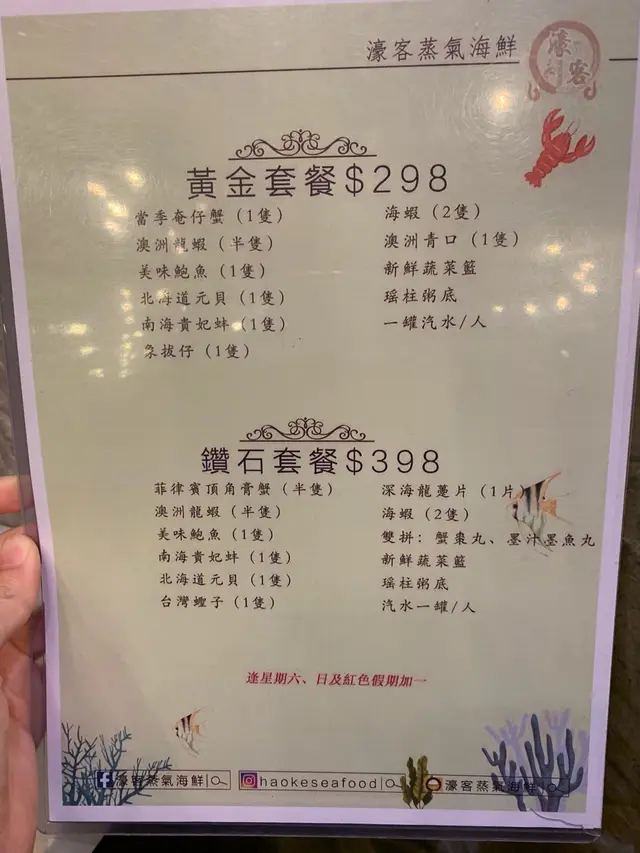 濠客蒸氣海鮮
濠客
黃金套餐$298
當季奄仔蟹（1隻）
澳洲龍蝦（半隻）
美味鮑魚（1隻）
北海道元貝（1隻）
南海貴妃蚌（1隻）
象拔仔（1隻）
海蝦（2隻）
澳洲青口（1隻）
新鮮蔬菜籃
瑶柱粥底
一罐汽水/人
鑽石套餐$398
菲律賓頂角膏蟹（半隻）
澳洲龍蝦（半隻）
美味鮑魚（1隻）
南海貴妃蚌（1隻）
北海道元貝（1隻）
台灣蟶子（1隻）
深海龍躉片（1片）
海蝦（2隻）
雙拼：蟹棗丸、墨汁墨魚丸
新鮮蔬菜籃
瑶柱粥底
汽水一罐/人
逢星期六、日及紅色假期加一
濠客蒸氣海鮮
haokeseafood
濠客蒸氣海鮮